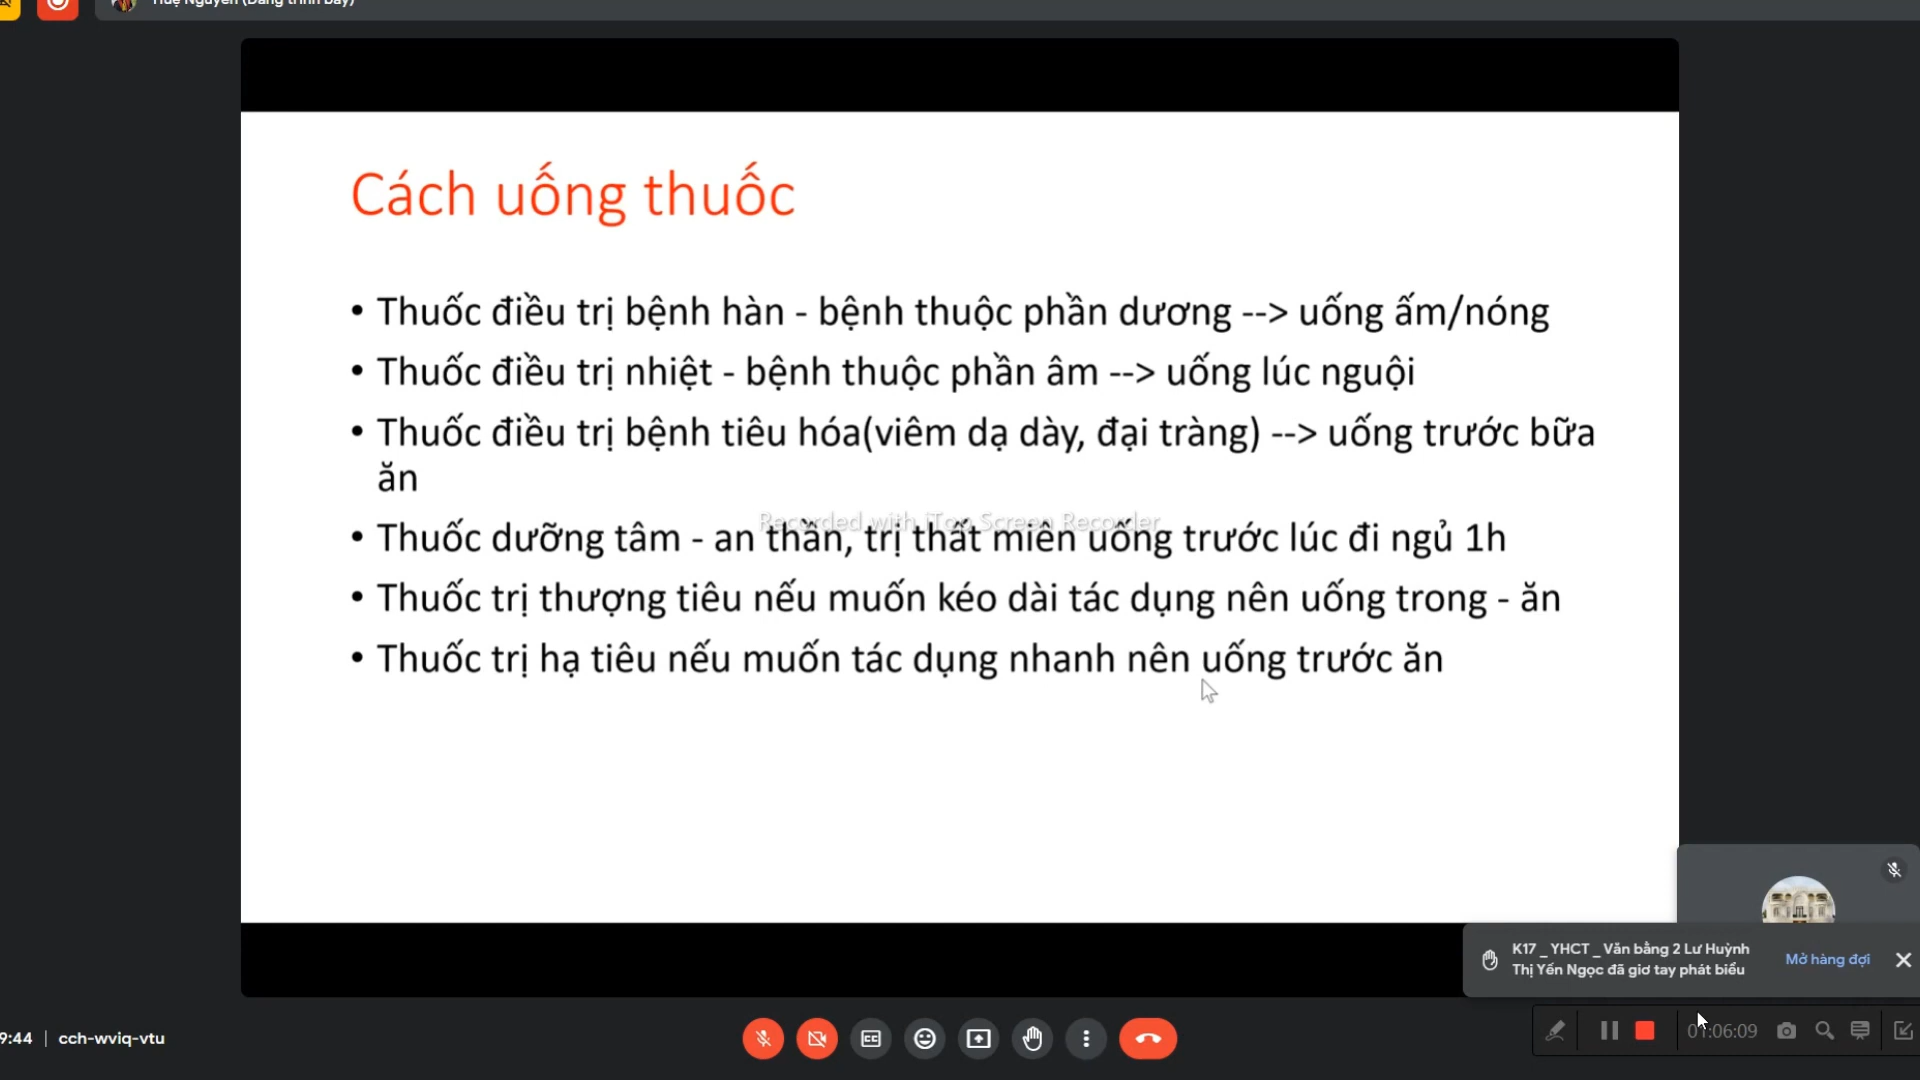 Huệ Nguyễn (Đang trình bày)
Cách uống thuốc
• Thuốc điều trị bệnh hàn - bệnh thuộc phần dương --> uống ấm/nóng
• Thuốc điều trị nhiệt - bệnh thuộc phần âm --> uống lúc nguội
• Thuốc điều trị bệnh tiêu hóa(viêm dạ dày, đại tràng) --> uống trước bữa
ăn
Recorded with iTop Screen Recorder
• Thuốc dưỡng tâm - an thần, trị thất miên uống trước lúc đi ngủ 1h
• Thuốc trị thượng tiêu nếu muốn kéo dài tác dụng nên uống trong - ăn
• Thuốc trị hạ tiêu nếu muốn tác dụng nhanh nên uống trước ăn
K17 _ YHCT _ Văn bằng 2 Lư Huỳnh
Thị Yến Ngọc đã giơ tay phát biểu
Mở hàng đợi
9:44 | cch-wviq-vtu
01:06:09